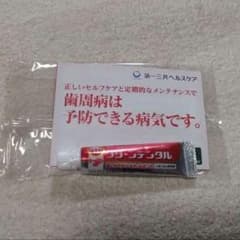 第一三共ヘルスケア
正しいセルフケアと定期的なメンテナンスで
歯周病は
予防できる病気です。
クリーンデンタル